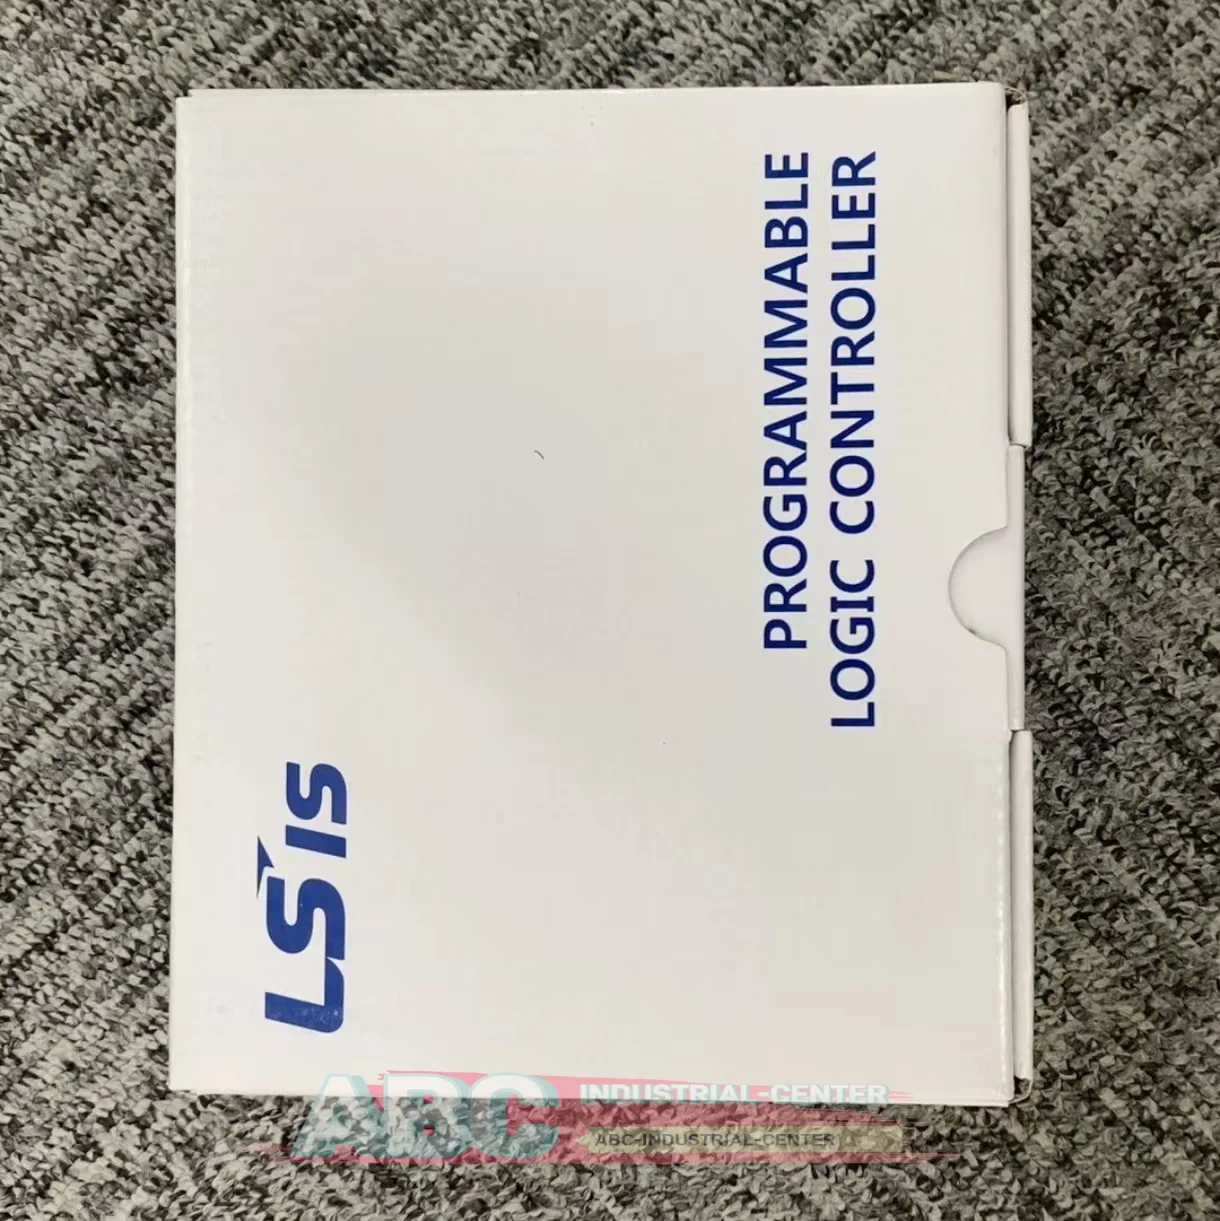 LSIS
PROGRAMMABLE
LOGIC CONTROLLER
ABC INDUSTRIAL-CENTER
ABC-INDUSTRIAL-CENTER